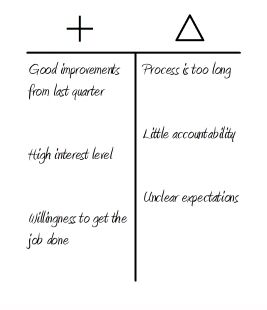 + △
Good improvements
from last quarter
High interest level
Willingness to get the
job done
Process is too long
Little accountability
Unclear expectations